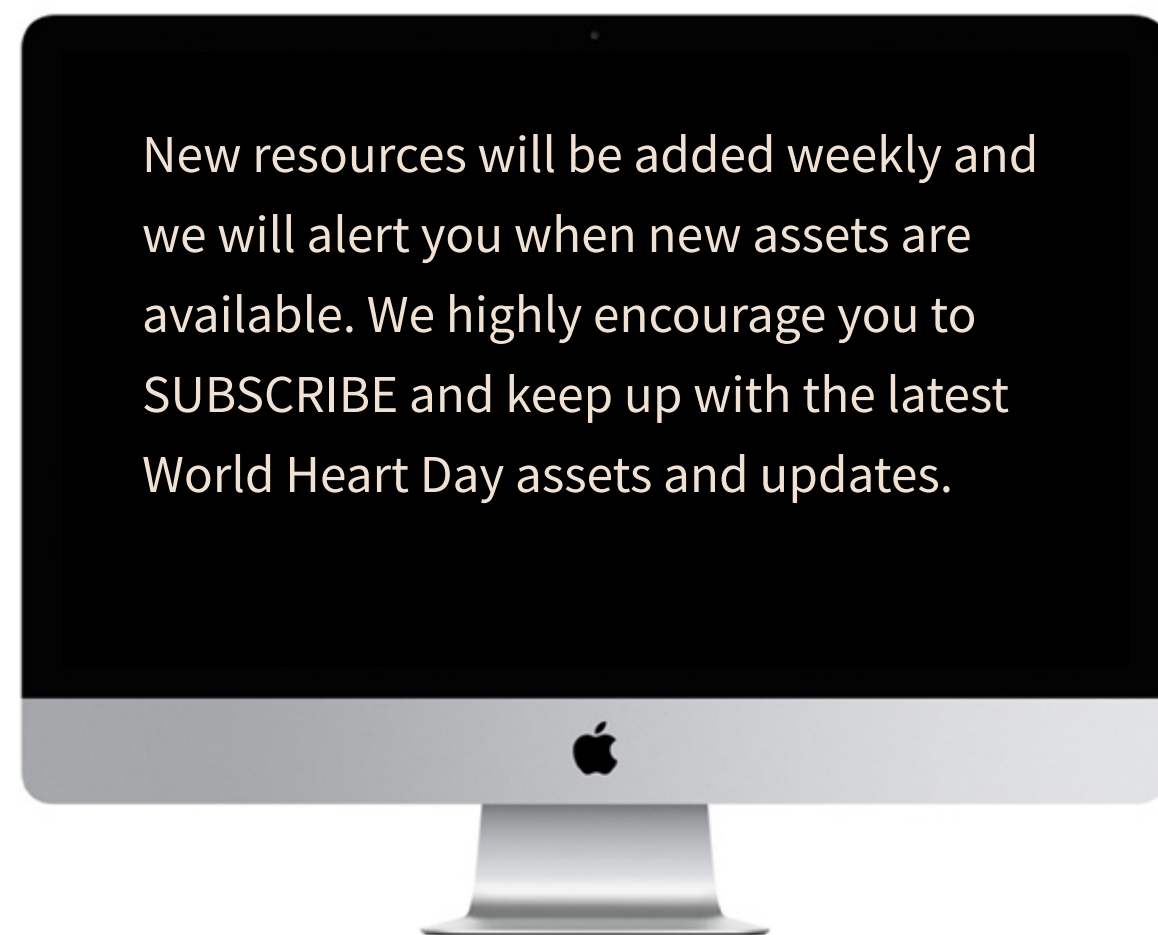 New resources will be added weekly and
we will alert you when new assets are
available. We highly encourage you to
SUBSCRIBE and keep up with the latest
World Heart Day assets and updates.